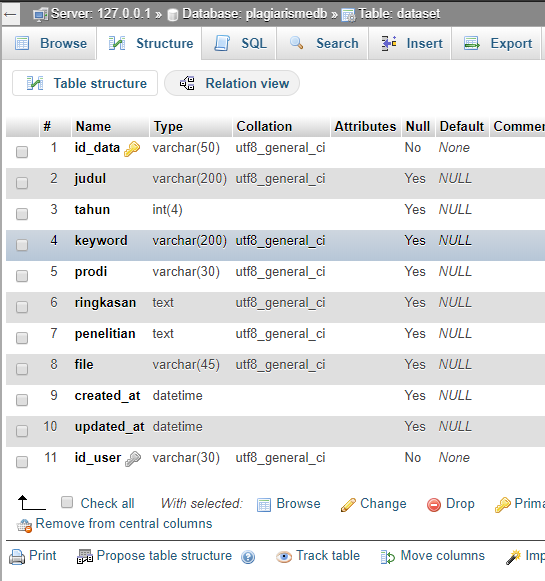 ← Server: 127.0.0.1 » Database: plagiarismedb » Table: dataset
Browse Structure SQL Search Insert Export
Table structure Relation view
# Name Type Collation Attributes Null Default Commen
1 id_data varchar(50) utf8_general_ci No None
2 judul varchar(200) utf8_general_ci Yes NULL
3 tahun int(4) Yes NULL
4 keyword varchar(200) utf8_general_ci Yes NULL
5 prodi varchar(30) utf8_general_ci Yes NULL
6 ringkasan text utf8_general_ci Yes NULL
7 penelitian text utf8_general_ci Yes NULL
8 file varchar(45) utf8_general_ci Yes NULL
9 created_at datetime Yes NULL
10 updated_at datetime Yes NULL
11 id_user varchar(30) utf8_general_ci No None
Check all With selected: Browse Change Drop Prima
Remove from central columns
Print Propose table structure Track table Move columns Imp